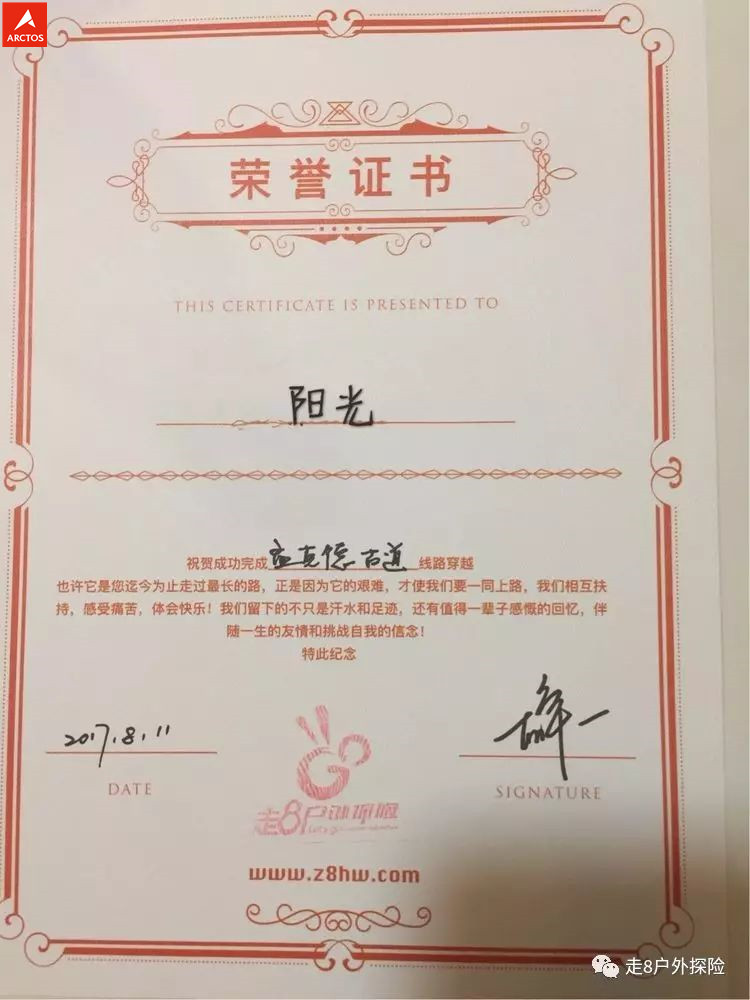 ARCTOS
荣誉证书
THIS CERTIFICATE IS PRESENTED TO
阳光
祝贺成功完成孟克德古道线路穿越
也许它是您迄今为止走过最长的路，正是因为它的艰难，才使我们要一同上路，我们相互扶
持，感受痛苦，体会快乐！我们留下的不只是汗水和足迹，还有值得一辈子感慨的回忆，伴
随一生的友情和挑战自我的信念！
特此纪念
2017.8.11
DATE
SIGNATURE
走8户外探险
www.z8hw.com
走8户外探险